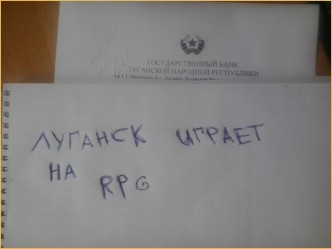 ГОСУДАРСТВЕННЫЙ БАНК
ЛУГАНСКОЙ НАРОДНОЙ РЕСПУБЛИКИ
ЛУГАНСК ИГРАЕТ
НА
RPG